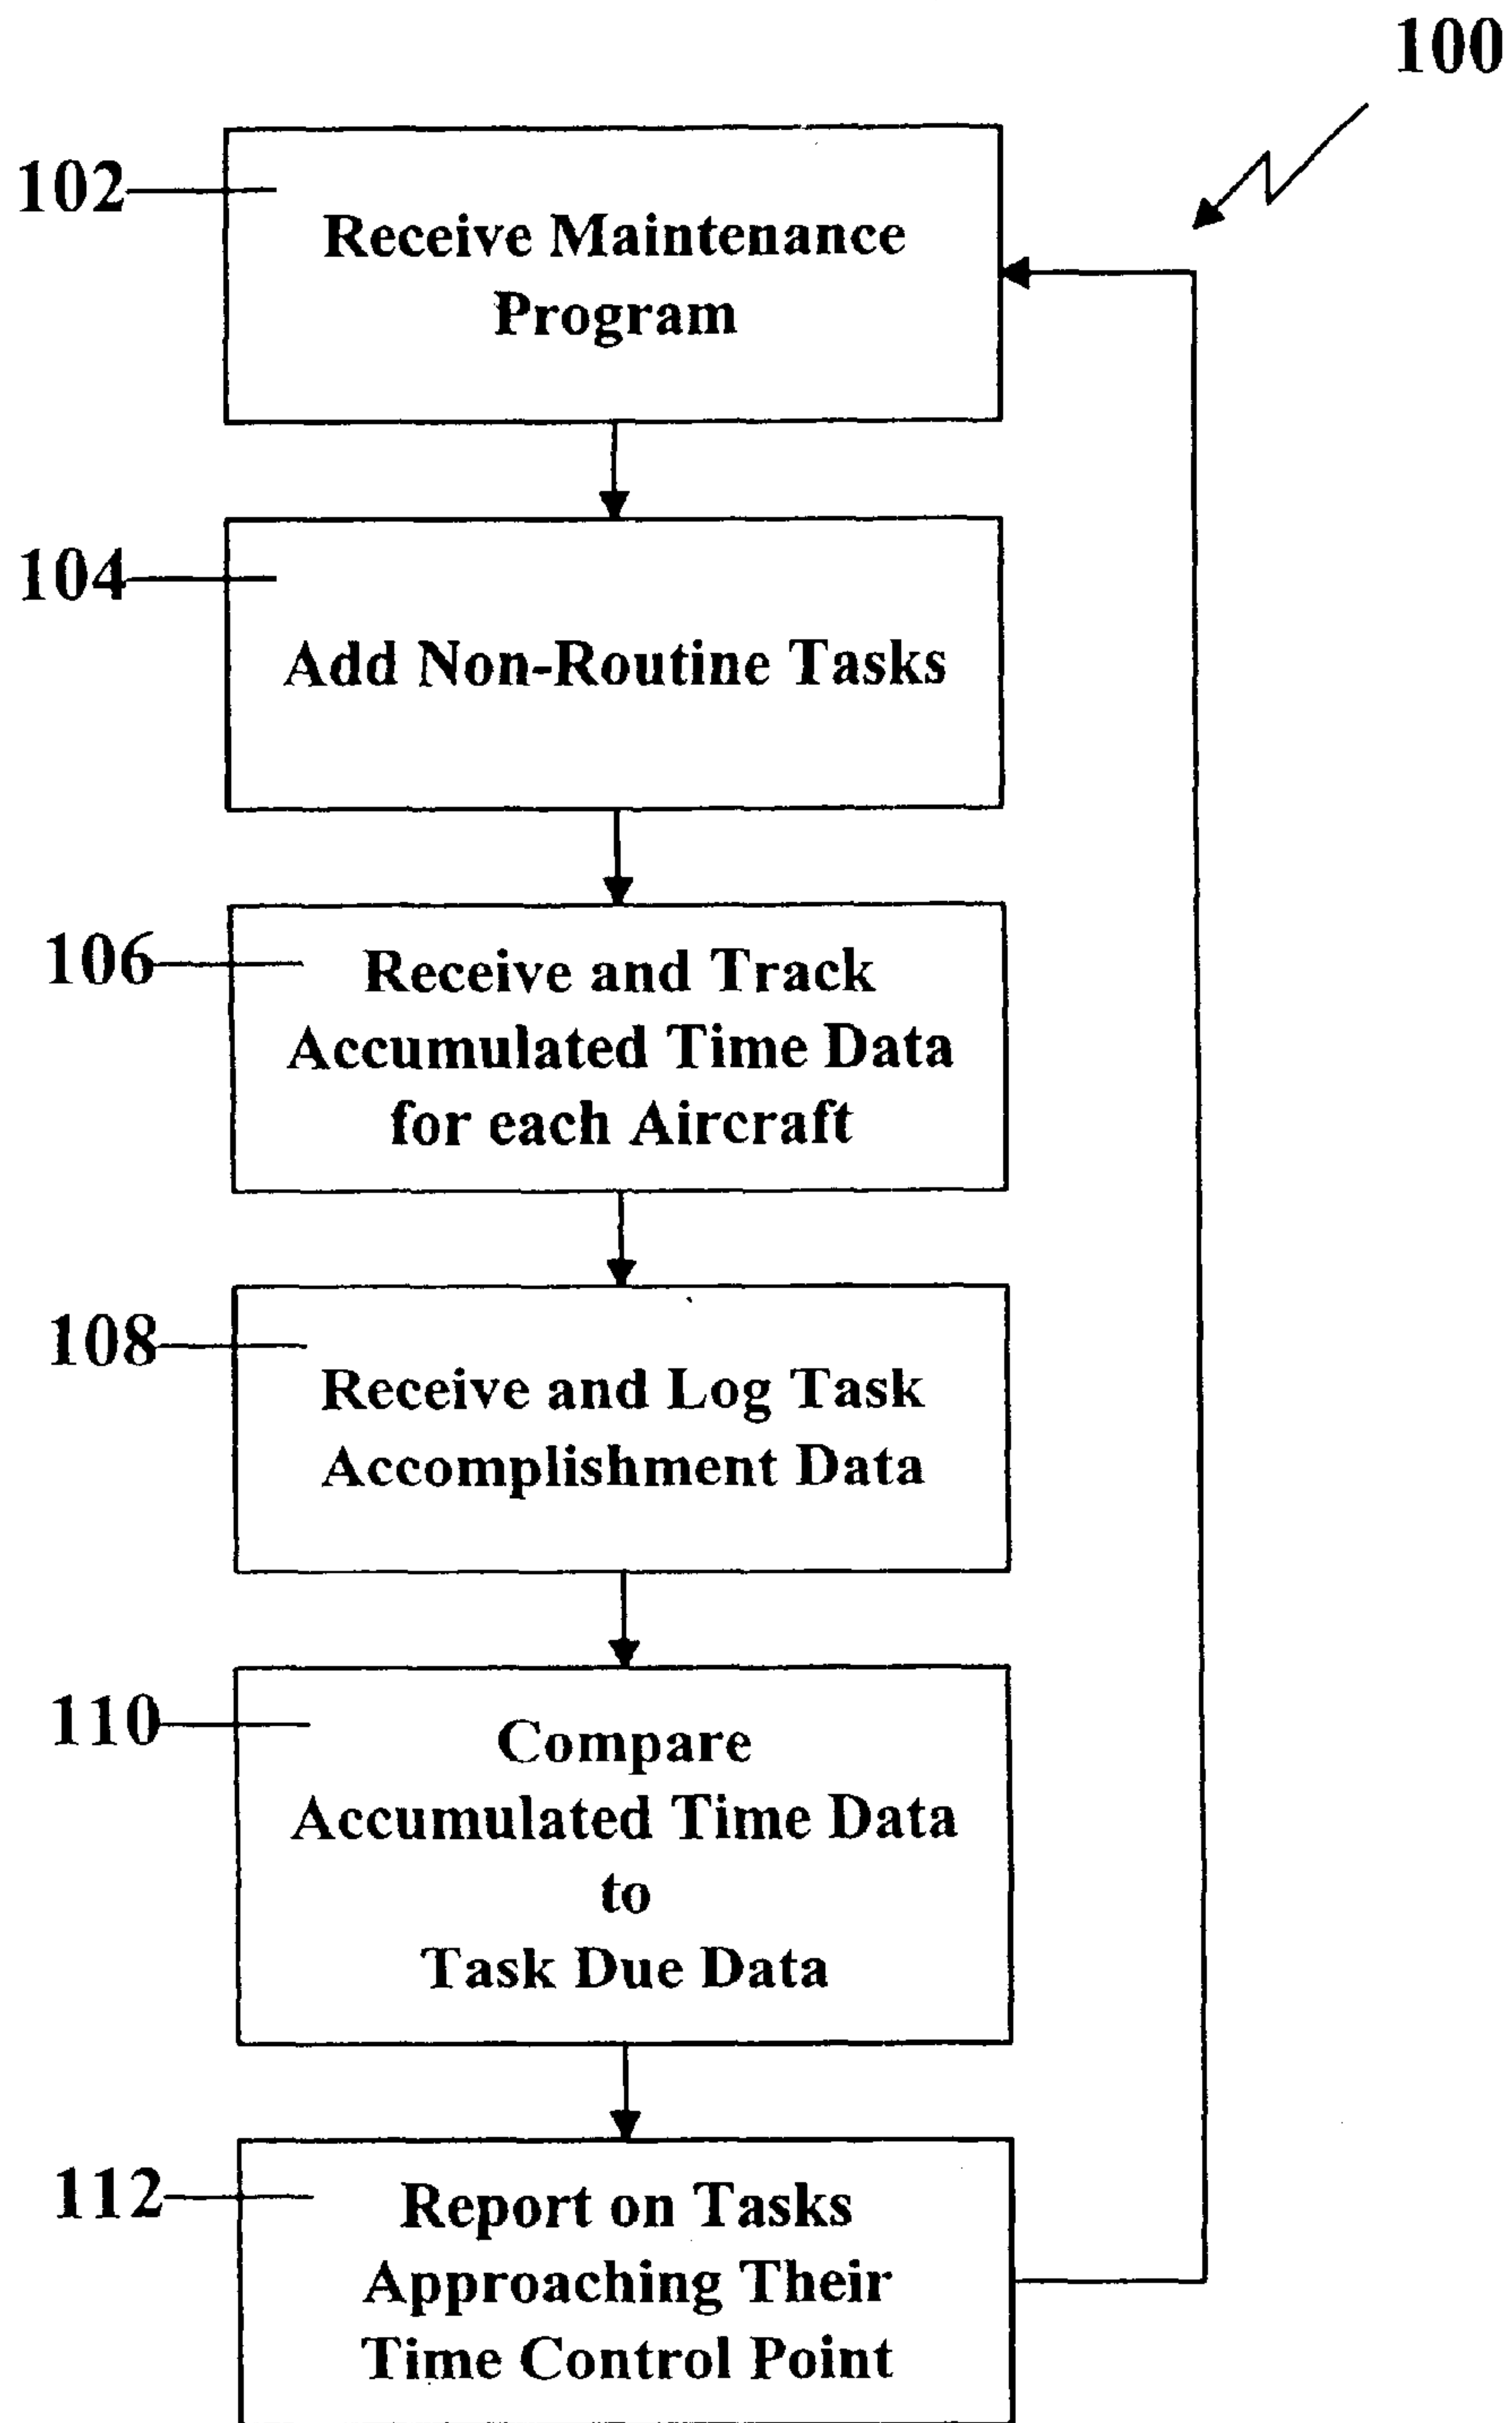 100
102
Receive Maintenance
Program
104
Add Non-Routine Tasks
106
Receive and Track
Accumulated Time Data
for each Aircraft
108
Receive and Log Task
Accomplishment Data
110
Compare
Accumulated Time Data
to
Task Due Data
112
Report on Tasks
Approaching Their
Time Control Point